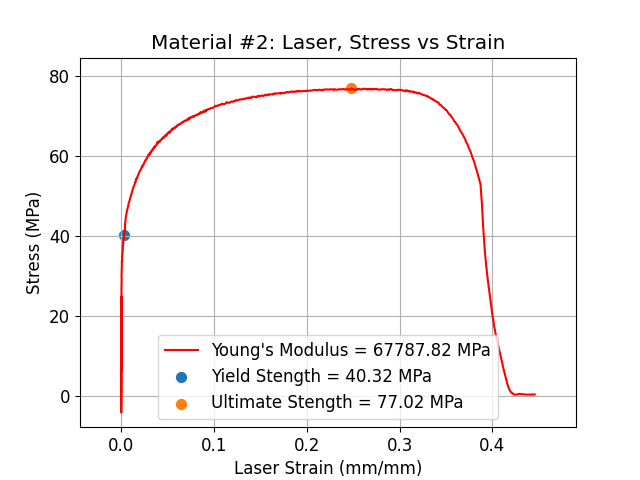 Material #2: Laser, Stress vs Strain
Stress (MPa)
80
60
40
20
0
Young's Modulus = 67787.82 MPa
Yield Stength = 40.32 MPa
Ultimate Stength = 77.02 MPa
0.0 0.1 0.2 0.3 0.4
Laser Strain (mm/mm)